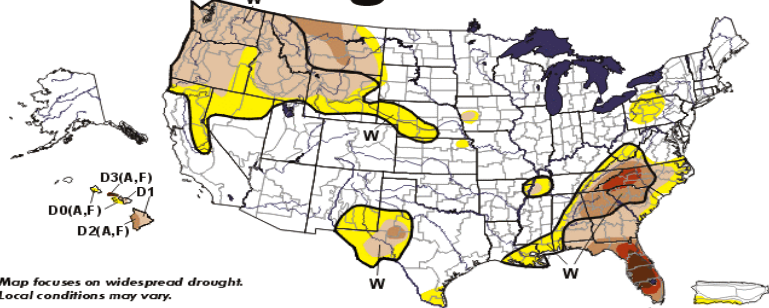 W
W
D3(A,F)
D1
D0(A,F)
D2(A,F)
W
W
Map focuses on widespread drought.
Local conditions may vary.